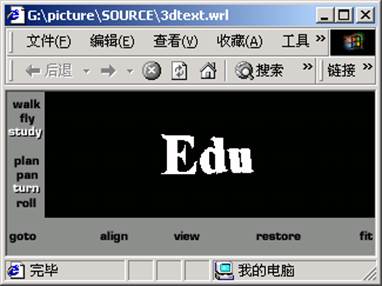 G:\picture\SOURCE\3dtext.wrl
文件(F) 编辑(E) 查看(V) 收藏(A) 工具 »
后退 搜索 » 链接 »
walk
fly
study
plan
pan
turn
roll
Edu
goto align view restore fit
完毕 我的电脑